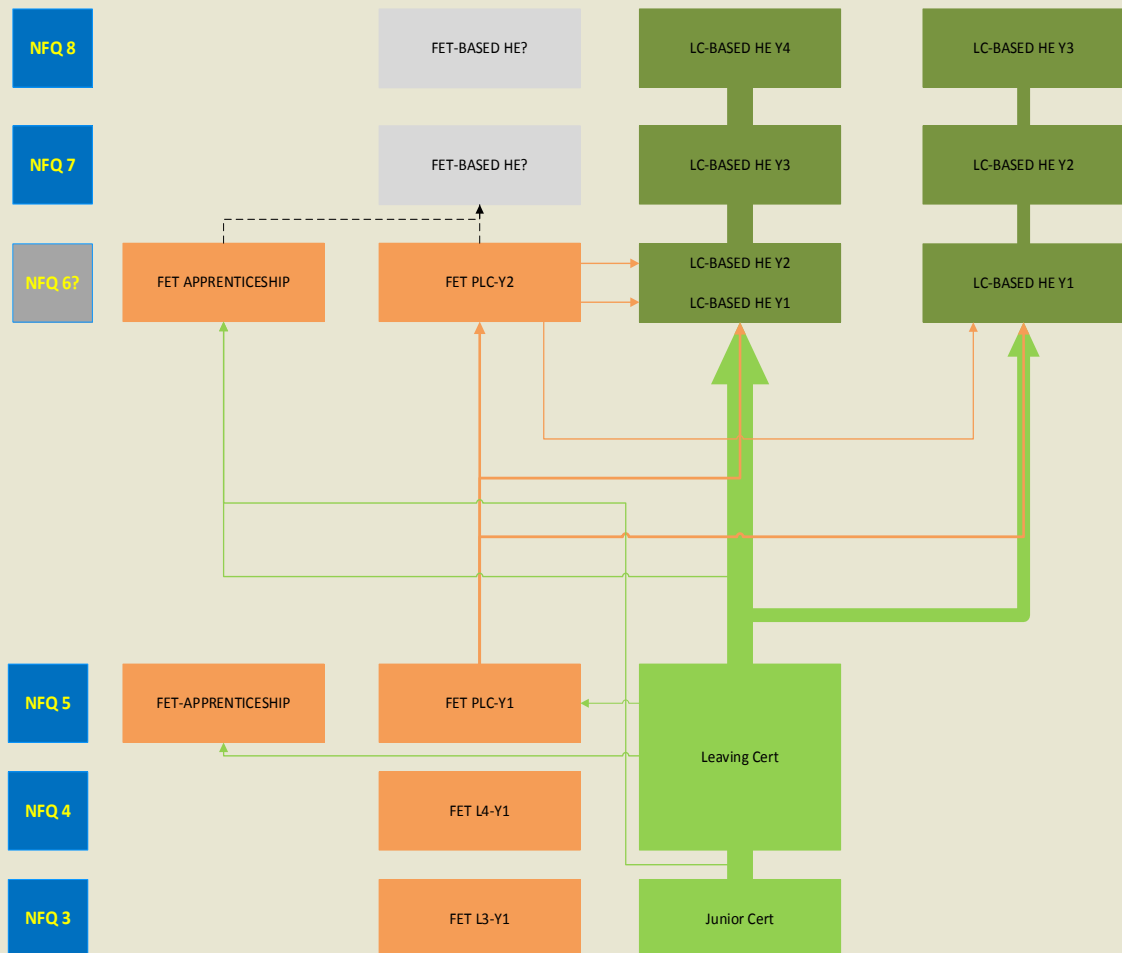 NFQ 8
FET-BASED HE?
LC-BASED HE Y4
LC-BASED HE Y3
NFQ 7
FET-BASED HE?
LC-BASED HE Y3
LC-BASED HE Y2
NFQ 6?
FET APPRENTICESHIP
FET PLC-Y2
LC-BASED HE Y2
LC-BASED HE Y1
LC-BASED HE Y1
NFQ 5
FET-APPRENTICESHIP
FET PLC-Y1
Leaving Cert
NFQ 4
FET L4-Y1
NFQ 3
FET L3-Y1
Junior Cert